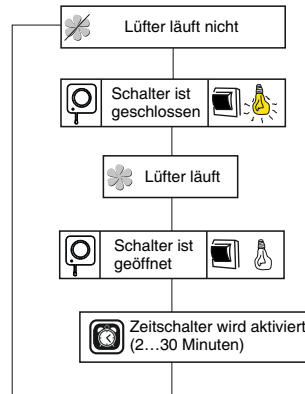 Lüfter läuft nicht
Schalter ist
geschlossen
Lüfter läuft
Schalter ist
geöffnet
Zeitschalter wird aktiviert
(2…30 Minuten)